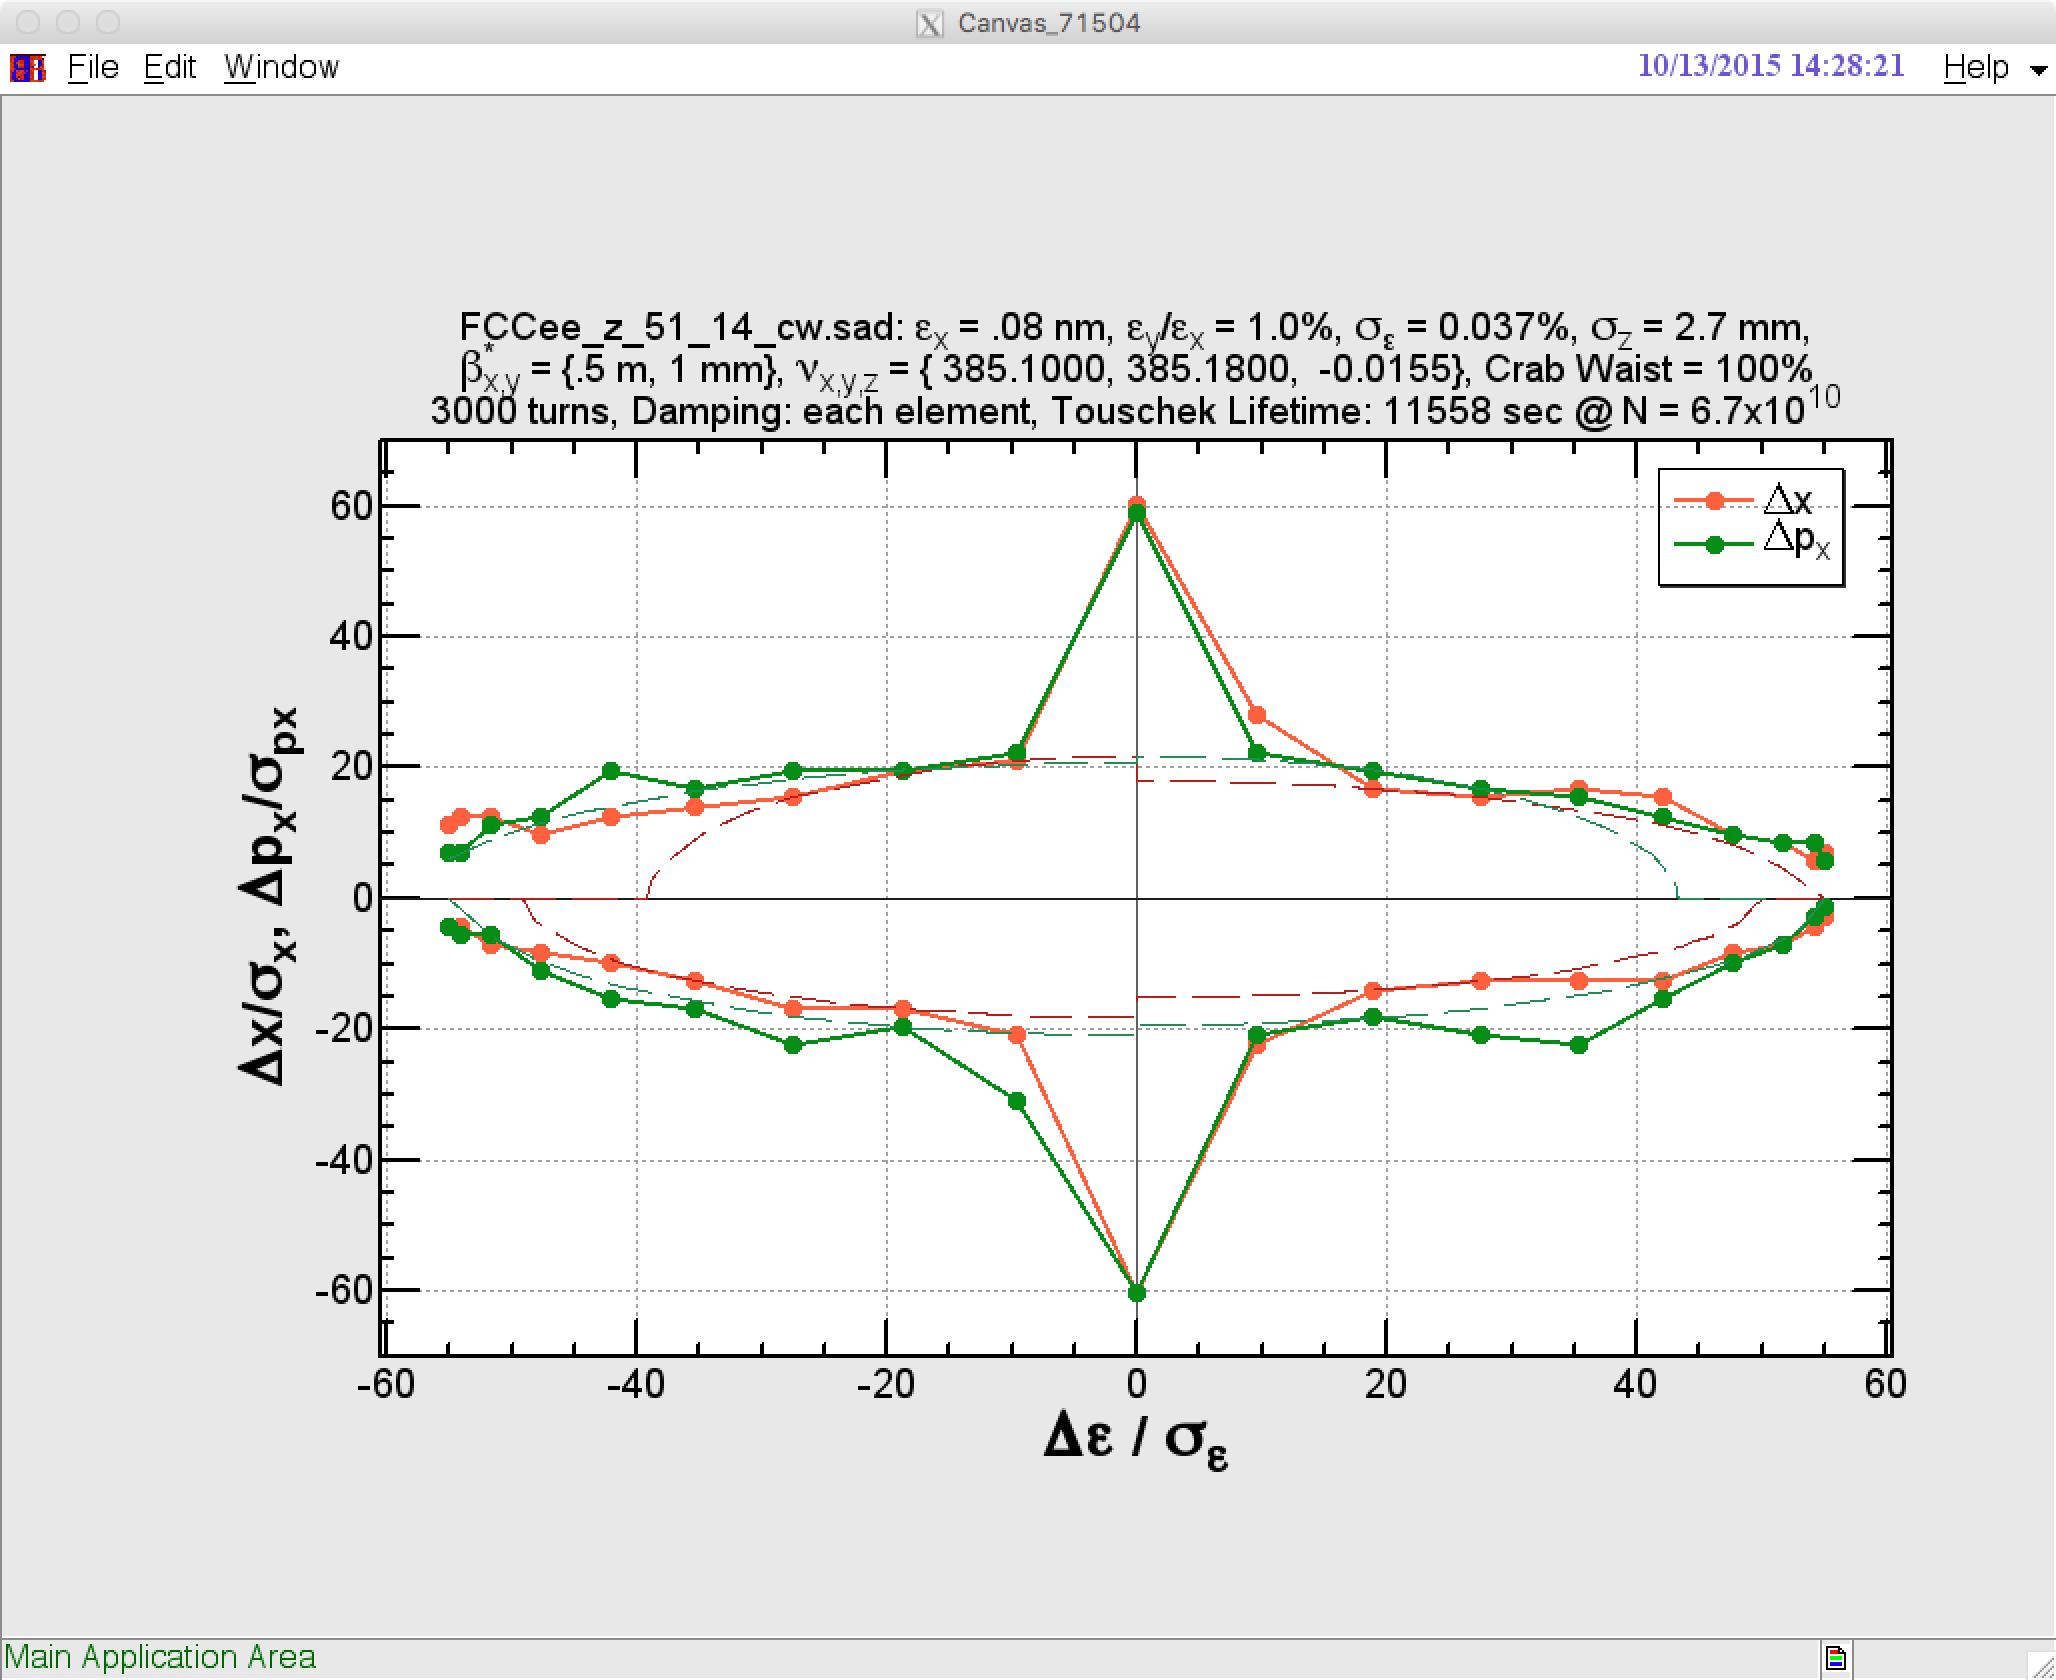 Canvas_71504
File Edit Window 10/13/2015 14:28:21 Help
FCCee_z_51_14_cw.sad: εx = .08 nm, εy/εx = 1.0%, σε = 0.037%, σz = 2.7 mm,
β*x,y = {.5 m, 1 mm}, νx,y,z = { 385.1000, 385.1800, -0.0155}, Crab Waist = 100%
3000 turns, Damping: each element, Touschek Lifetime: 11558 sec @ N = 6.7x10^10
Δx
Δpx
60
40
20
0
-20
-40
-60
Δx/σx, Δpx/σpx
-60 -40 -20 0 20 40 60
Δε / σε
Main Application Area